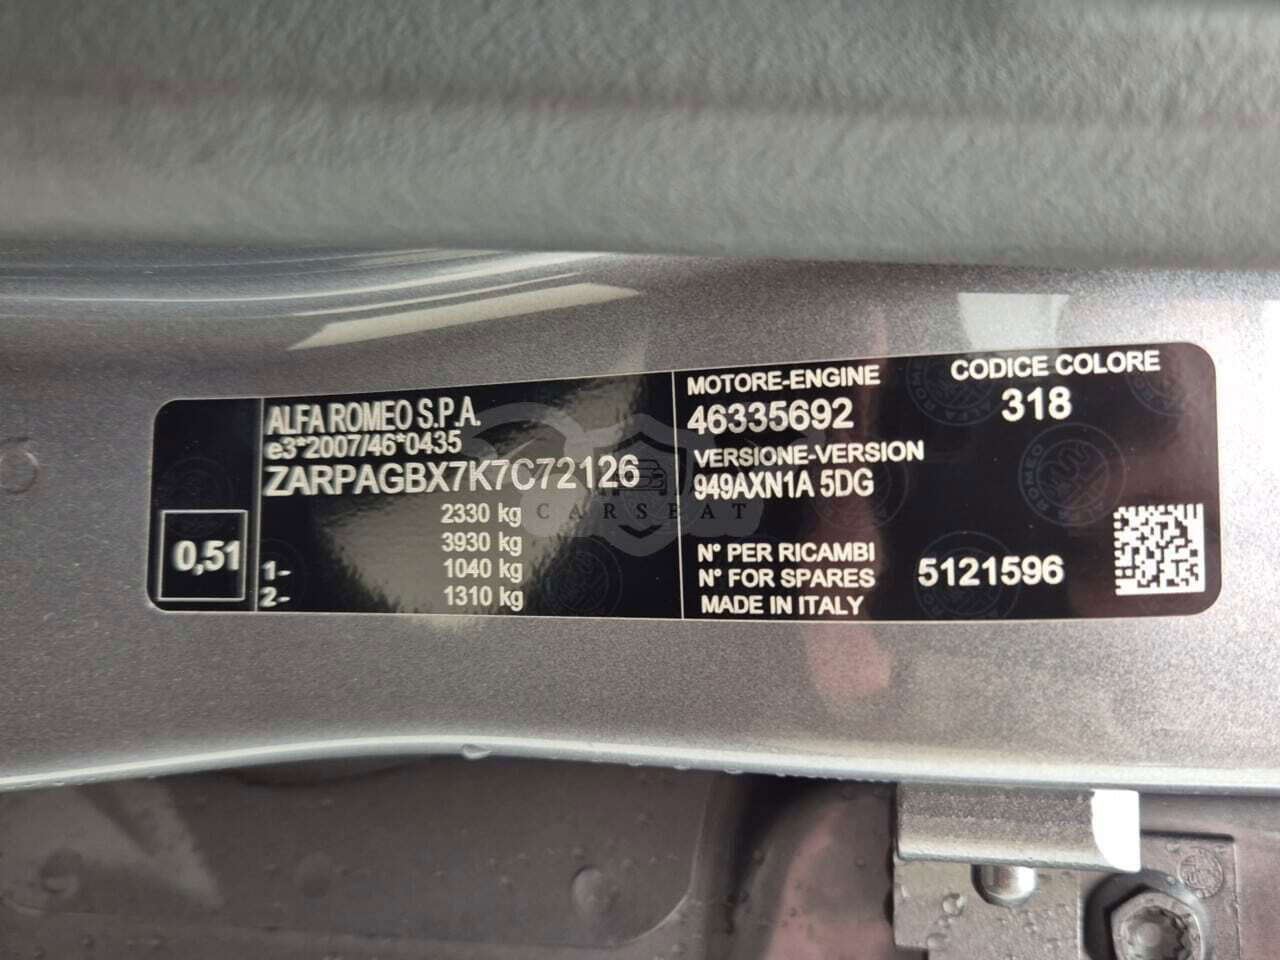 ALFA ROMEO S.P.A.
e3*2007/46*0435
ZARPAGBX7K7C72126
2330 kg
3930 kg
1- 1040 kg
2- 1310 kg
0,51
MOTORE-ENGINE
46335692
VERSIONE-VERSION
949AXN1A 5DG
CODICE COLORE
318
N° PER RICAMBI
N° FOR SPARES
5121596
MADE IN ITALY
CARSEAT